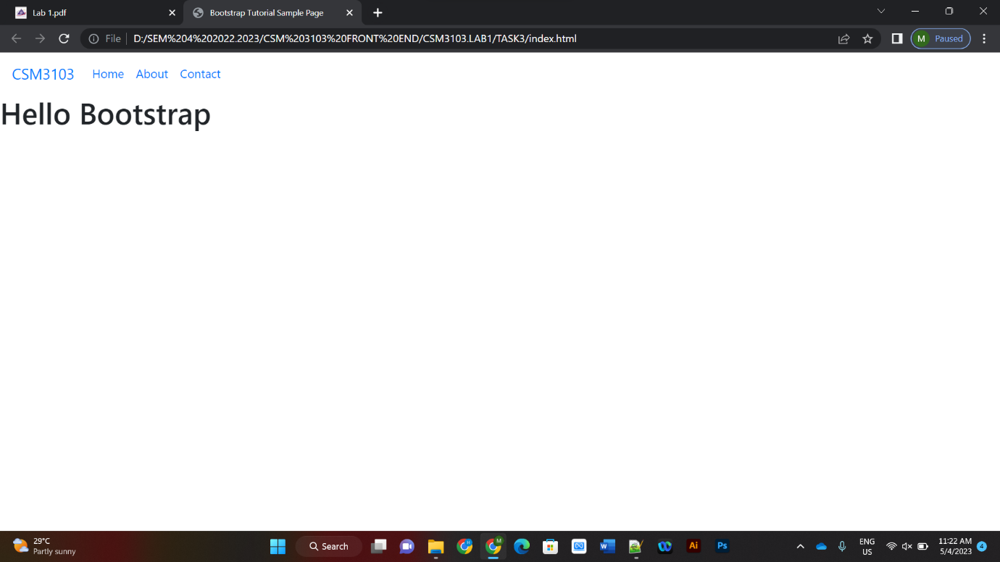 Lab 1.pdf
Bootstrap Tutorial Sample Page
File
D:/SEM%204%202022.2023/CSM%203103%20FRONT%20END/CSM3103.LAB1/TASK3/index.html
M Paused
CSM3103 Home About Contact
Hello Bootstrap
29°C
Partly sunny
Search
M
W
Ai
Ps
ENG
US
11:22 AM
5/4/2023
4